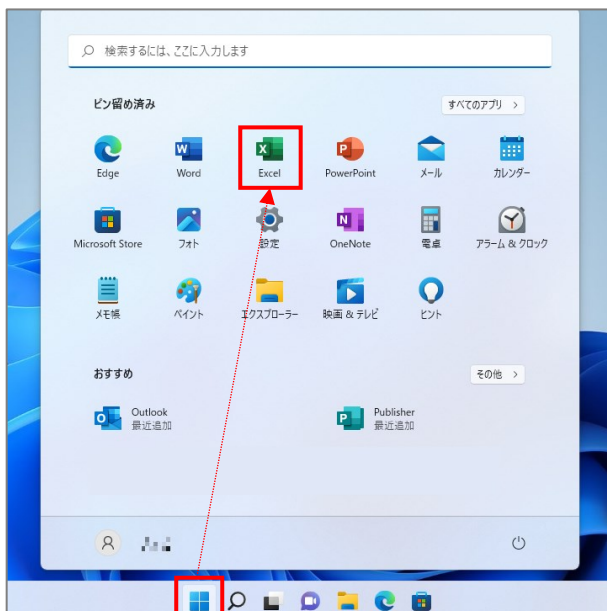 検索するには、ここに入力します
ピン留め済み
すべてのアプリ >
Edge
Word
Excel
PowerPoint
メール
カレンダー
Microsoft Store
フォト
設定
OneNote
電卓
アラーム & クロック
メモ帳
ペイント
エクスプローラー
映画 & テレビ
ヒント
おすすめ
その他 >
Outlook
最近追加
Publisher
最近追加